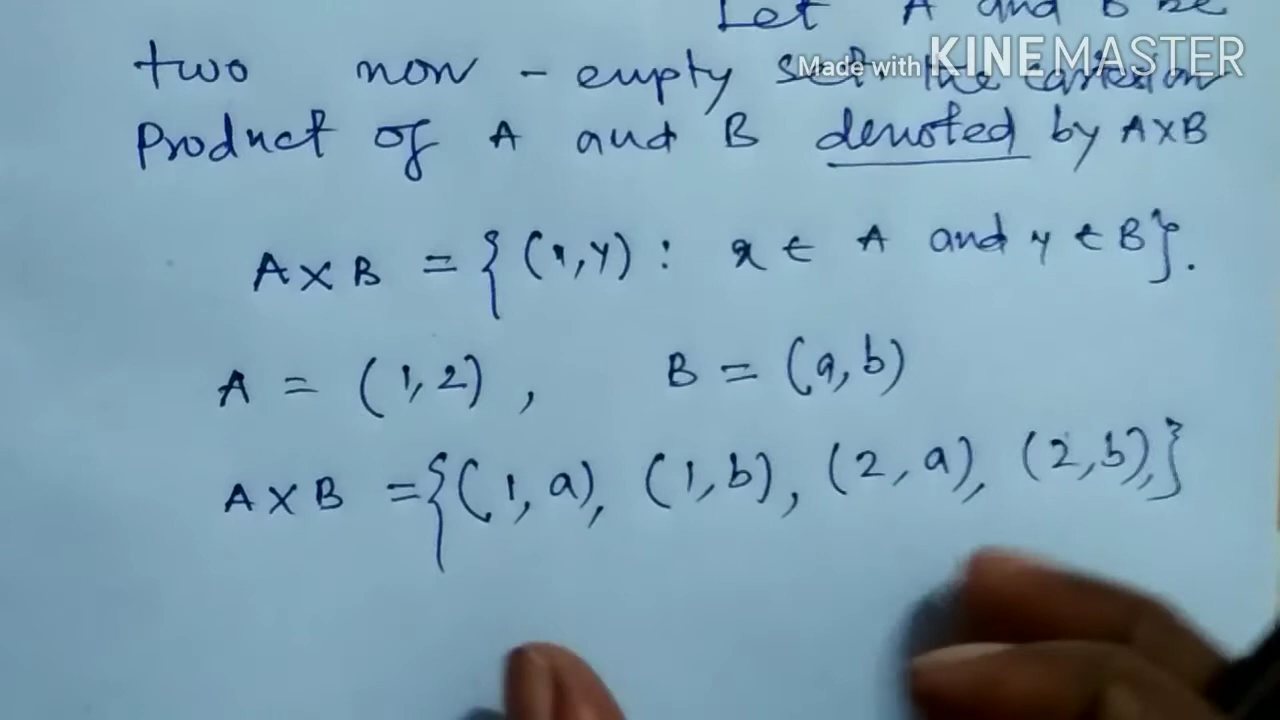 Let A and B be
two non - empty set the cartesion
Made with KINEMASTER
Product of A and B denoted by A×B
A×B = {(x,y) : x ∈ A and y ∈ B}.
A = (1,2) , B = (a,b)
A×B = {(1,a), (1,b), (2,a), (2,b),}